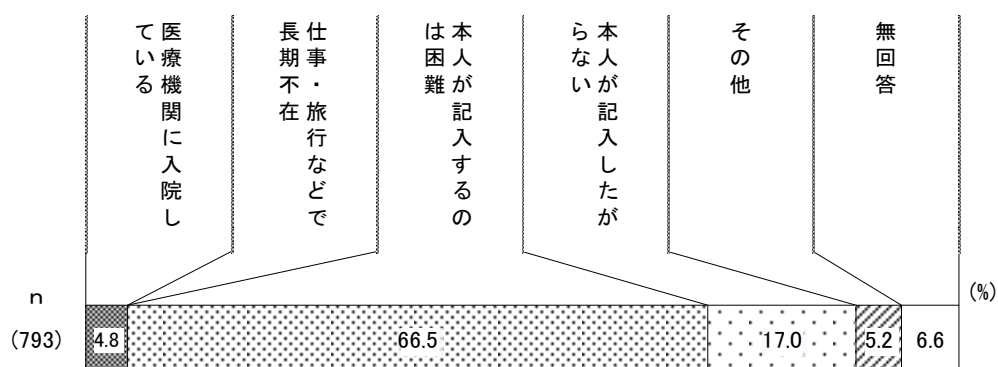 医療機関に入院し
ている
仕事・旅行などで
長期不在
本人が記入するの
は困難
本人が記入したが
らない
その他
無回答
(%)
n
(793)
4.8
66.5
17.0
5.2
6.6